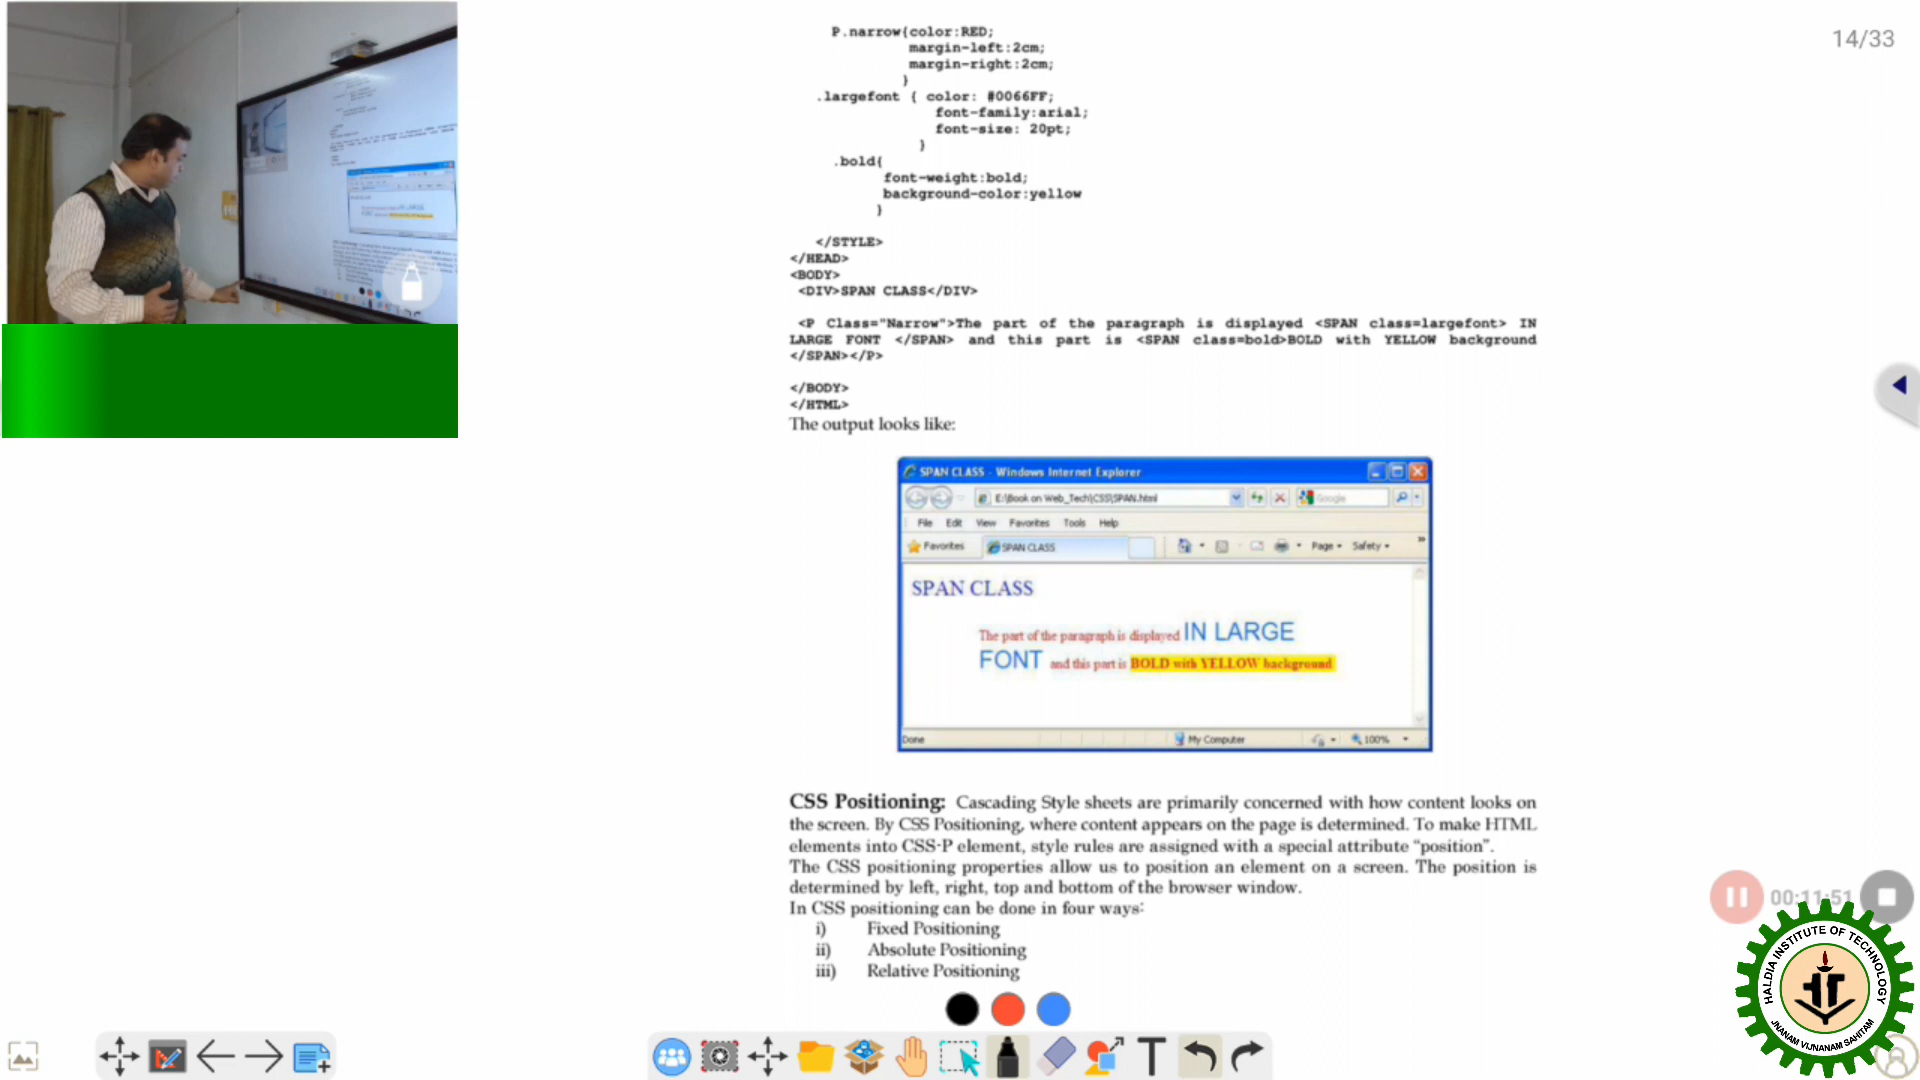 14/33
P.narrow{color:RED;
margin-left:2cm;
margin-right:2cm;
}
.largefont { color: #0066FF;
font-family:arial;
font-size: 20pt;
}
.bold{
font-weight:bold;
background-color:yellow
}
</STYLE>
</HEAD>
<BODY>
<DIV>SPAN CLASS</DIV>
<P Class="Narrow">The part of the paragraph is displayed <SPAN class=largefont> IN
LARGE FONT </SPAN> and this part is <SPAN class=bold>BOLD with YELLOW background
</SPAN></P>
</BODY>
</HTML>
The output looks like:
SPAN CLASS - Windows Internet Explorer
E:\Book on Web_Tech\CSS\SPAN.html
Google
File Edit View Favorites Tools Help
Favorites SPAN CLASS Page Safety
SPAN CLASS
The part of the paragraph is displayed IN LARGE
FONT and this part is BOLD with YELLOW background
Done My Computer 100%
CSS Positioning: Cascading Style sheets are primarily concerned with how content looks on
the screen. By CSS Positioning, where content appears on the page is determined. To make HTML
elements into CSS-P element, style rules are assigned with a special attribute “position”.
The CSS positioning properties allow us to position an element on a screen. The position is
determined by left, right, top and bottom of the browser window.
In CSS positioning can be done in four ways:
i) Fixed Positioning
ii) Absolute Positioning
iii) Relative Positioning
00:11:51
HALDIA INSTITUTE OF TECHNOLOGY
JNANAM VIJNANAM SAHITAM
T